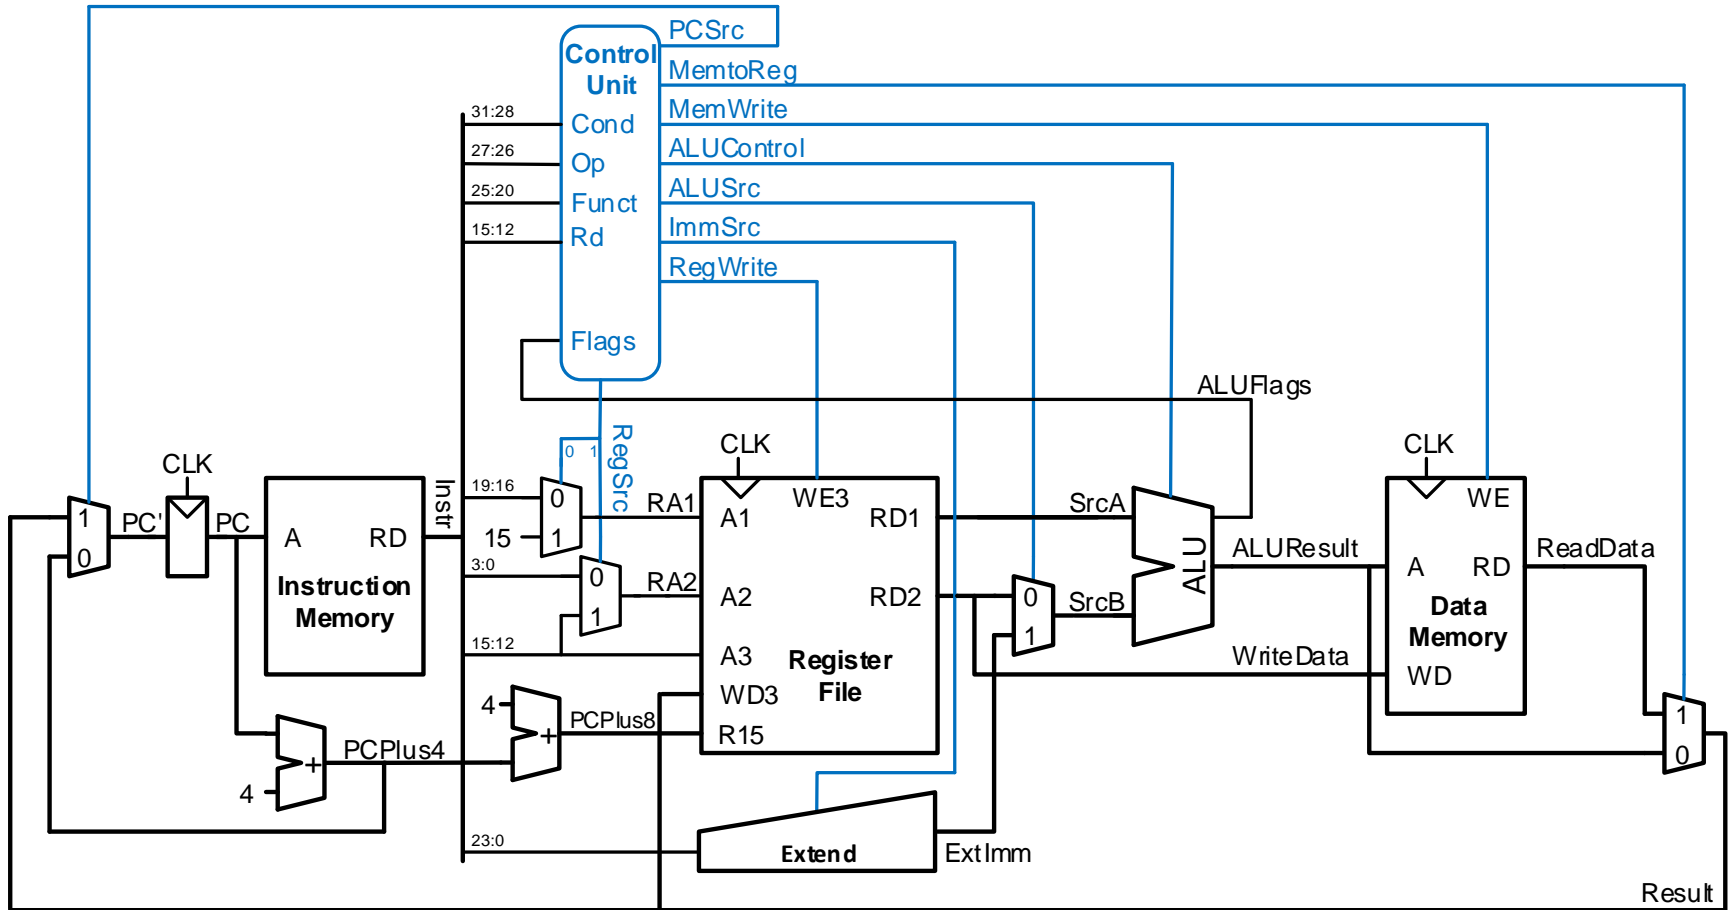 PCSrc
Control
Unit
MemtoReg
MemWrite
31:28
Cond
ALUControl
27:26
Op
ALUSrc
25:20
Funct
ImmSrc
15:12
Rd
RegWrite
Flags
ALUFlags
RegSrc
0 1
CLK
CLK
CLK
Instr
19:16
0
RA1
WE3
SrcA
WE
1
PC'
PC
A
RD
15
1
A1
RD1
ALU
ALUResult
ReadData
0
Instruction
Memory
3:0
0
RA2
A2
RD2
0
SrcB
A
RD
1
1
Data
Memory
15:12
A3
Register
File
WriteData
WD
WD3
4
+
PCPlus8
R15
1
0
PCPlus4
+
4
23:0
Extend
ExtImm
Result